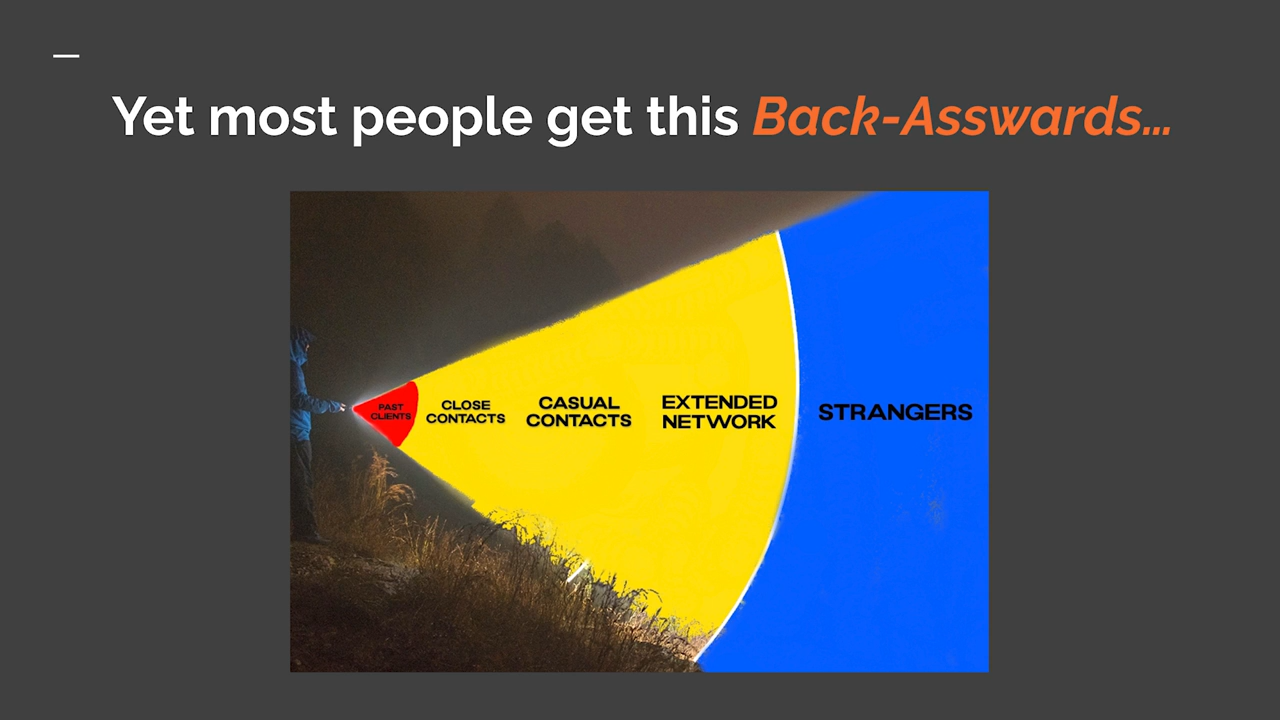 Yet most people get this Back-Asswards...
PAST
CLIENTS
CLOSE
CONTACTS
CASUAL
CONTACTS
EXTENDED
NETWORK
STRANGERS